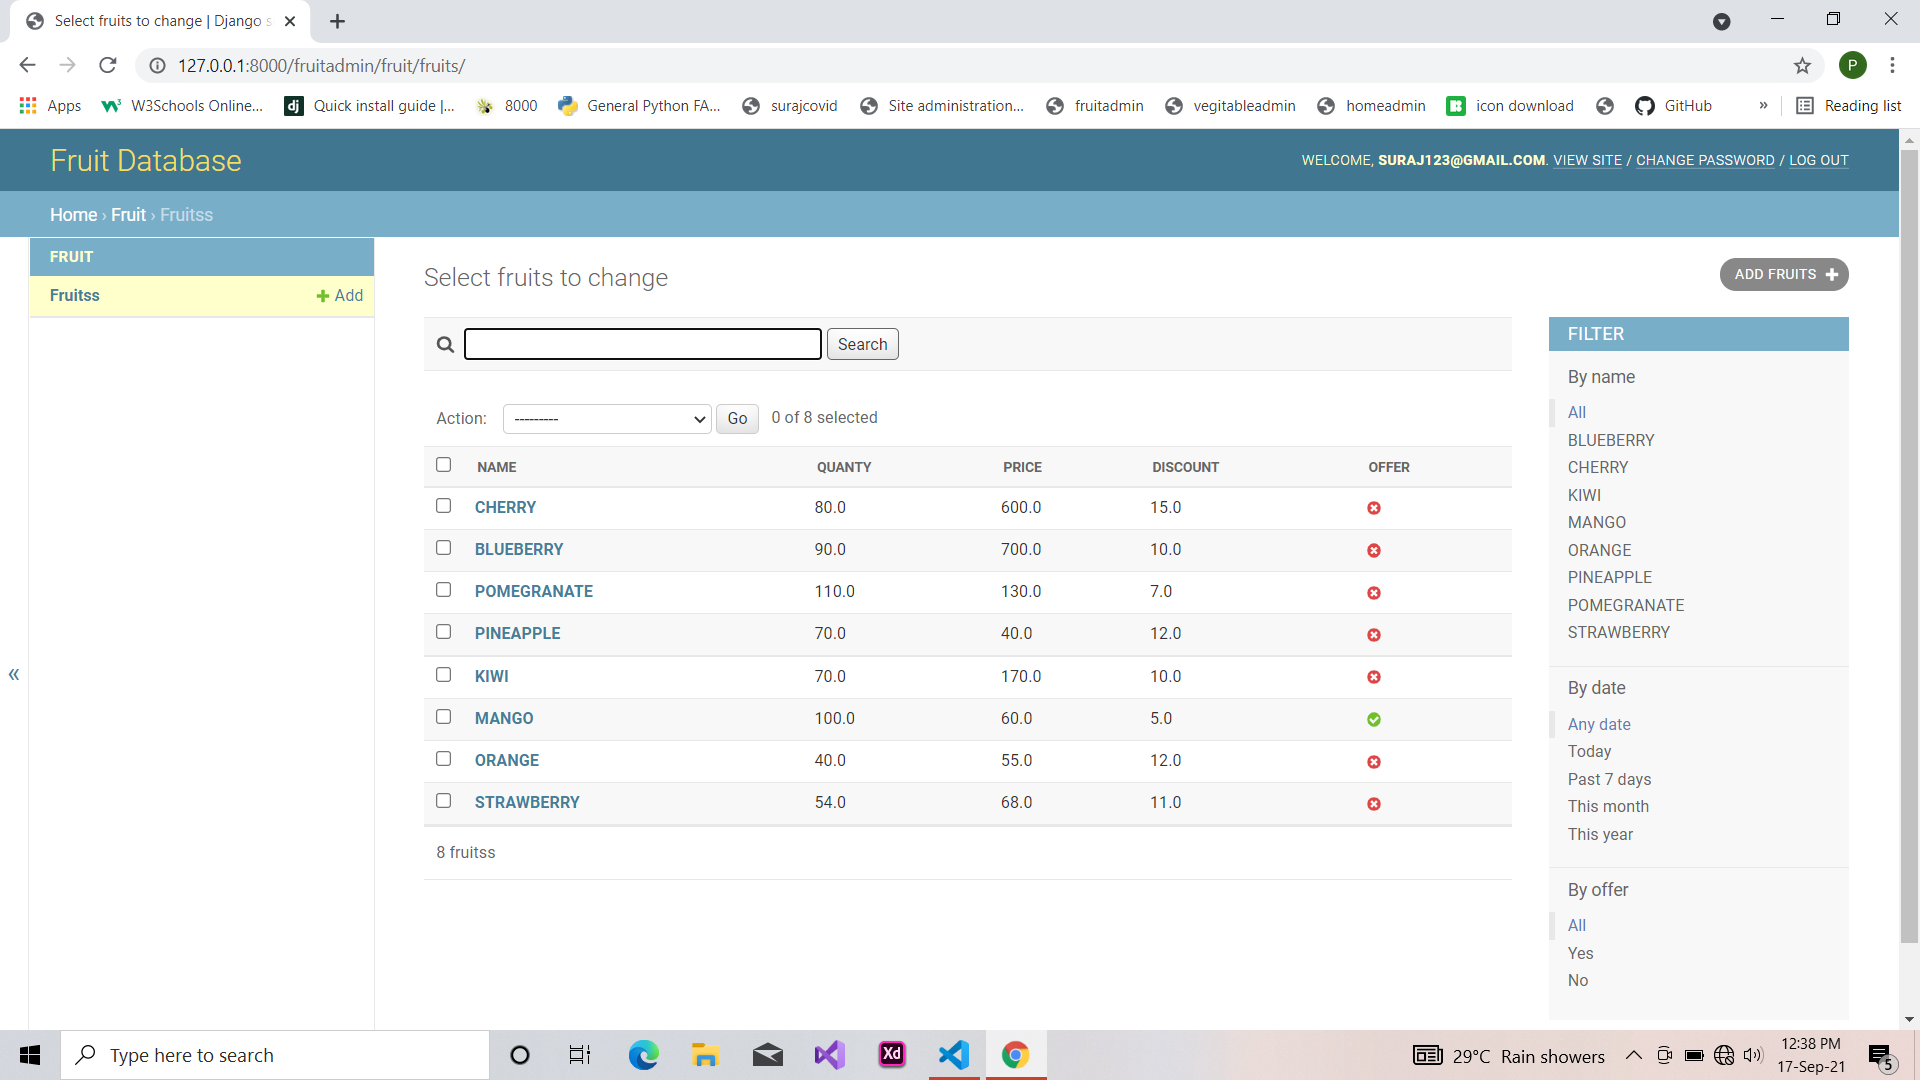 Select fruits to change | Django s
127.0.0.1:8000/fruitadmin/fruit/fruits/
P
Apps
W3Schools Online...
dj Quick install guide |...
8000
General Python FA...
surajcovid
Site administration...
fruitadmin
vegitableadmin
homeadmin
icon download
GitHub
»
Reading list
Fruit Database
WELCOME, SURAJ123@GMAIL.COM. VIEW SITE / CHANGE PASSWORD / LOG OUT
Home › Fruit › Fruitss
FRUIT
Fruitss + Add
«
Select fruits to change
ADD FRUITS +
Search
Action: --------- Go 0 of 8 selected
NAME QUANTY PRICE DISCOUNT OFFER
CHERRY 80.0 600.0 15.0
BLUEBERRY 90.0 700.0 10.0
POMEGRANATE 110.0 130.0 7.0
PINEAPPLE 70.0 40.0 12.0
KIWI 70.0 170.0 10.0
MANGO 100.0 60.0 5.0
ORANGE 40.0 55.0 12.0
STRAWBERRY 54.0 68.0 11.0
8 fruitss
FILTER
By name
All
BLUEBERRY
CHERRY
KIWI
MANGO
ORANGE
PINEAPPLE
POMEGRANATE
STRAWBERRY
By date
Any date
Today
Past 7 days
This month
This year
By offer
All
Yes
No
Type here to search
Xd
29°C Rain showers
12:38 PM
17-Sep-21
5